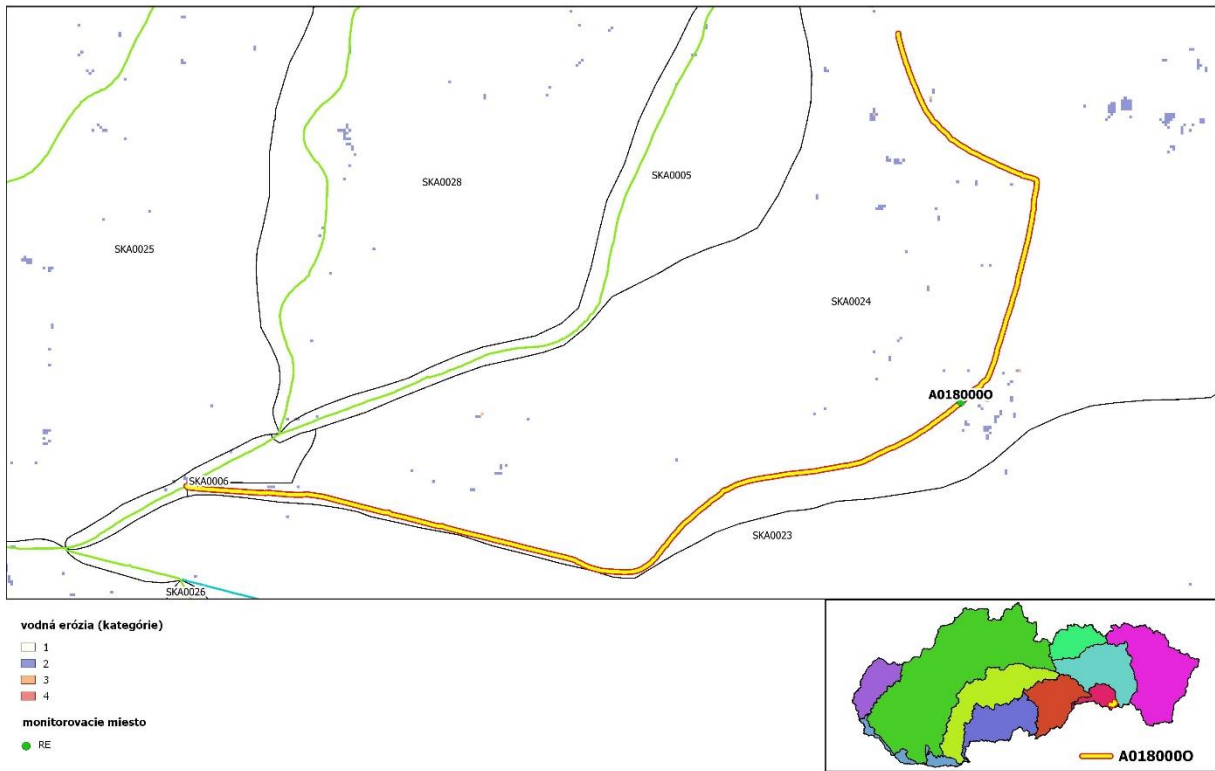 SKA0005
SKA0028
SKA0025
SKA0024
A018000O
SKA0006
SKA0023
SKA0026
vodná erózia (kategórie)
1
2
3
4
monitorovacie miesto
RE
A018000O